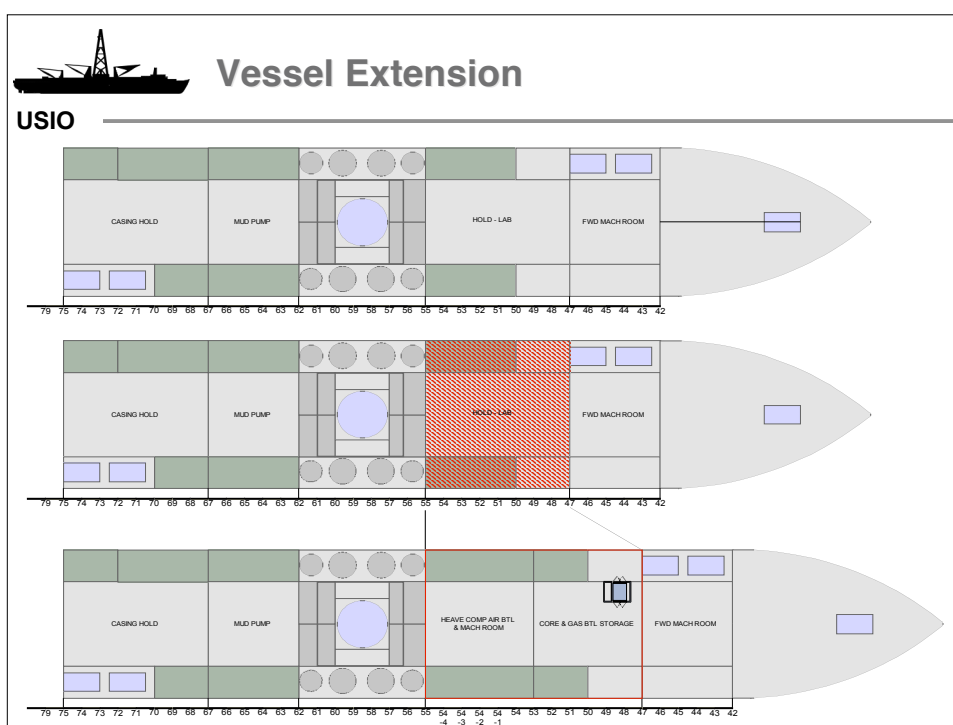 Vessel Extension
USIO
CASING HOLD MUD PUMP HOLD - LAB FWD MACH ROOM
79 75 74 73 72 71 70 69 68 67 67 65 64 63 62 61 60 59 58 57 56 55 54 52 52 54 50 49 48 47 46 45 44 43 42
CASING HOLD MUD PUMP HOLD - LAB FWD MACH ROOM
79 75 74 73 72 71 70 69 68 67 67 65 64 63 62 61 60 59 58 57 56 55 54 52 52 54 50 49 48 47 46 45 44 43 42
CASING HOLD MUD PUMP HEAVE COMP AIR BTL CORE & GAS BTL STORAGE FWD MACH ROOM
& MACH ROOM
79 75 74 73 72 71 70 69 68 67 67 65 64 63 62 61 60 59 58 57 56 55 54 54 54 54 54 53 52 51 50 49 48 47 46 45 44 43 42
-4 -3 -2 -1